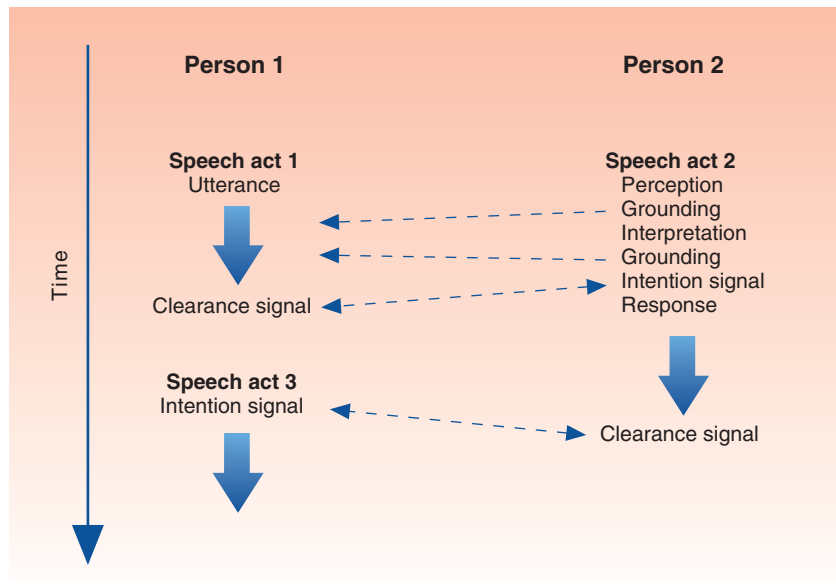 Person 1
Person 2
Time
Speech act 1
Utterance
Clearance signal
Speech act 3
Intention signal
Speech act 2
Perception
Grounding
Interpretation
Grounding
Intention signal
Response
Clearance signal